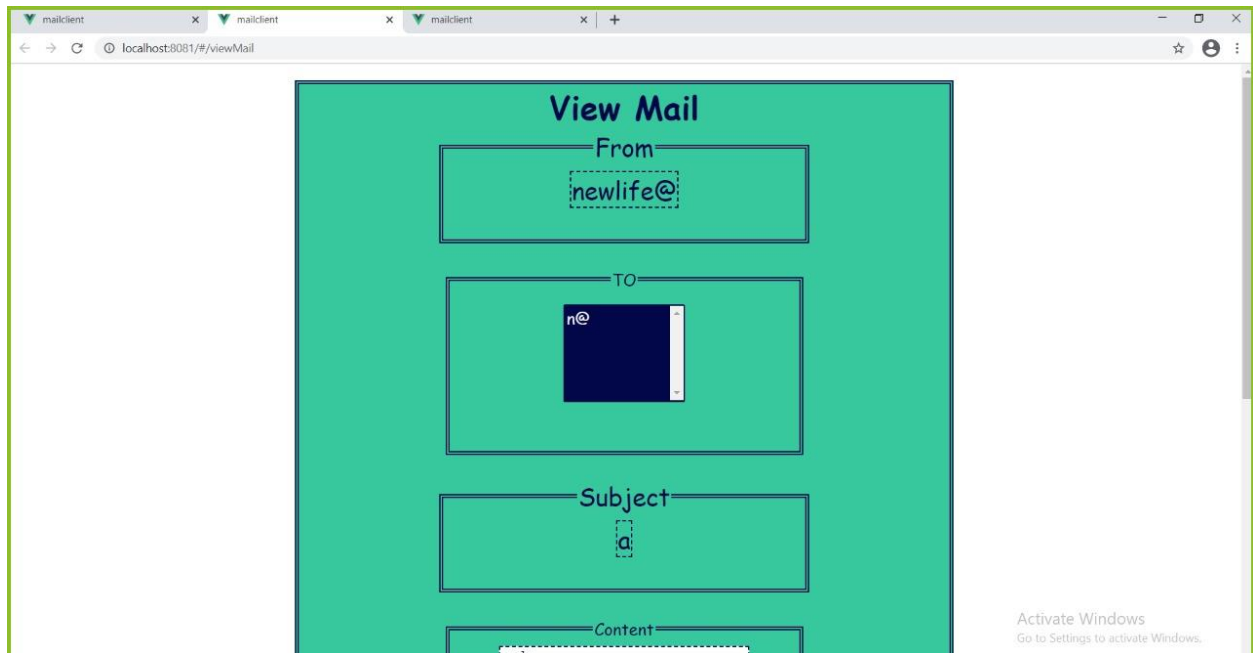 mailclient
mailclient
mailclient
localhost:8081/#/viewMail
View Mail
From
newlife@
TO
n@
Subject
a
Content
Activate Windows
Go to Settings to activate Windows.